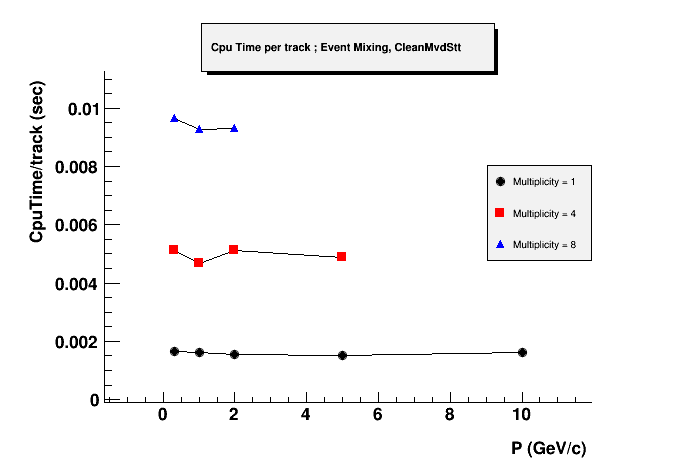 Cpu Time per track ; Event Mixing, CleanMvdStt
CpuTime/track (sec)
0.01
0.008
0.006
0.004
0.002
0
Multiplicity = 1
Multiplicity = 4
Multiplicity = 8
0 2 4 6 8 10
P (GeV/c)